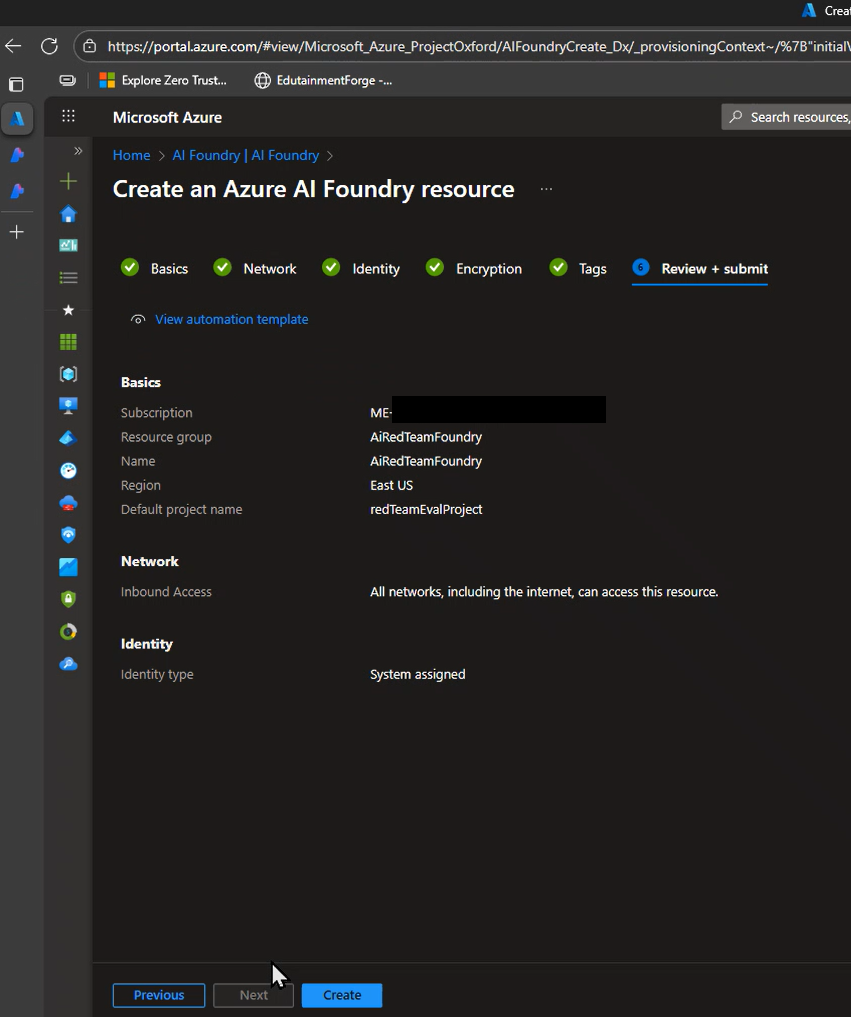 Creat
https://portal.azure.com/#view/Microsoft_Azure_ProjectOxford/AIFoundryCreate_Dx/_provisioningContext~/%7B"initialV
Explore Zero Trust... EdutainmentForge -...
Microsoft Azure Search resources,
Home > AI Foundry | AI Foundry >
Create an Azure AI Foundry resource ...
Basics Network Identity Encryption Tags 6 Review + submit
View automation template
Basics
Subscription ME-
Resource group AiRedTeamFoundry
Name AiRedTeamFoundry
Region East US
Default project name redTeamEvalProject
Network
Inbound Access All networks, including the internet, can access this resource.
Identity
Identity type System assigned
Previous Next Create